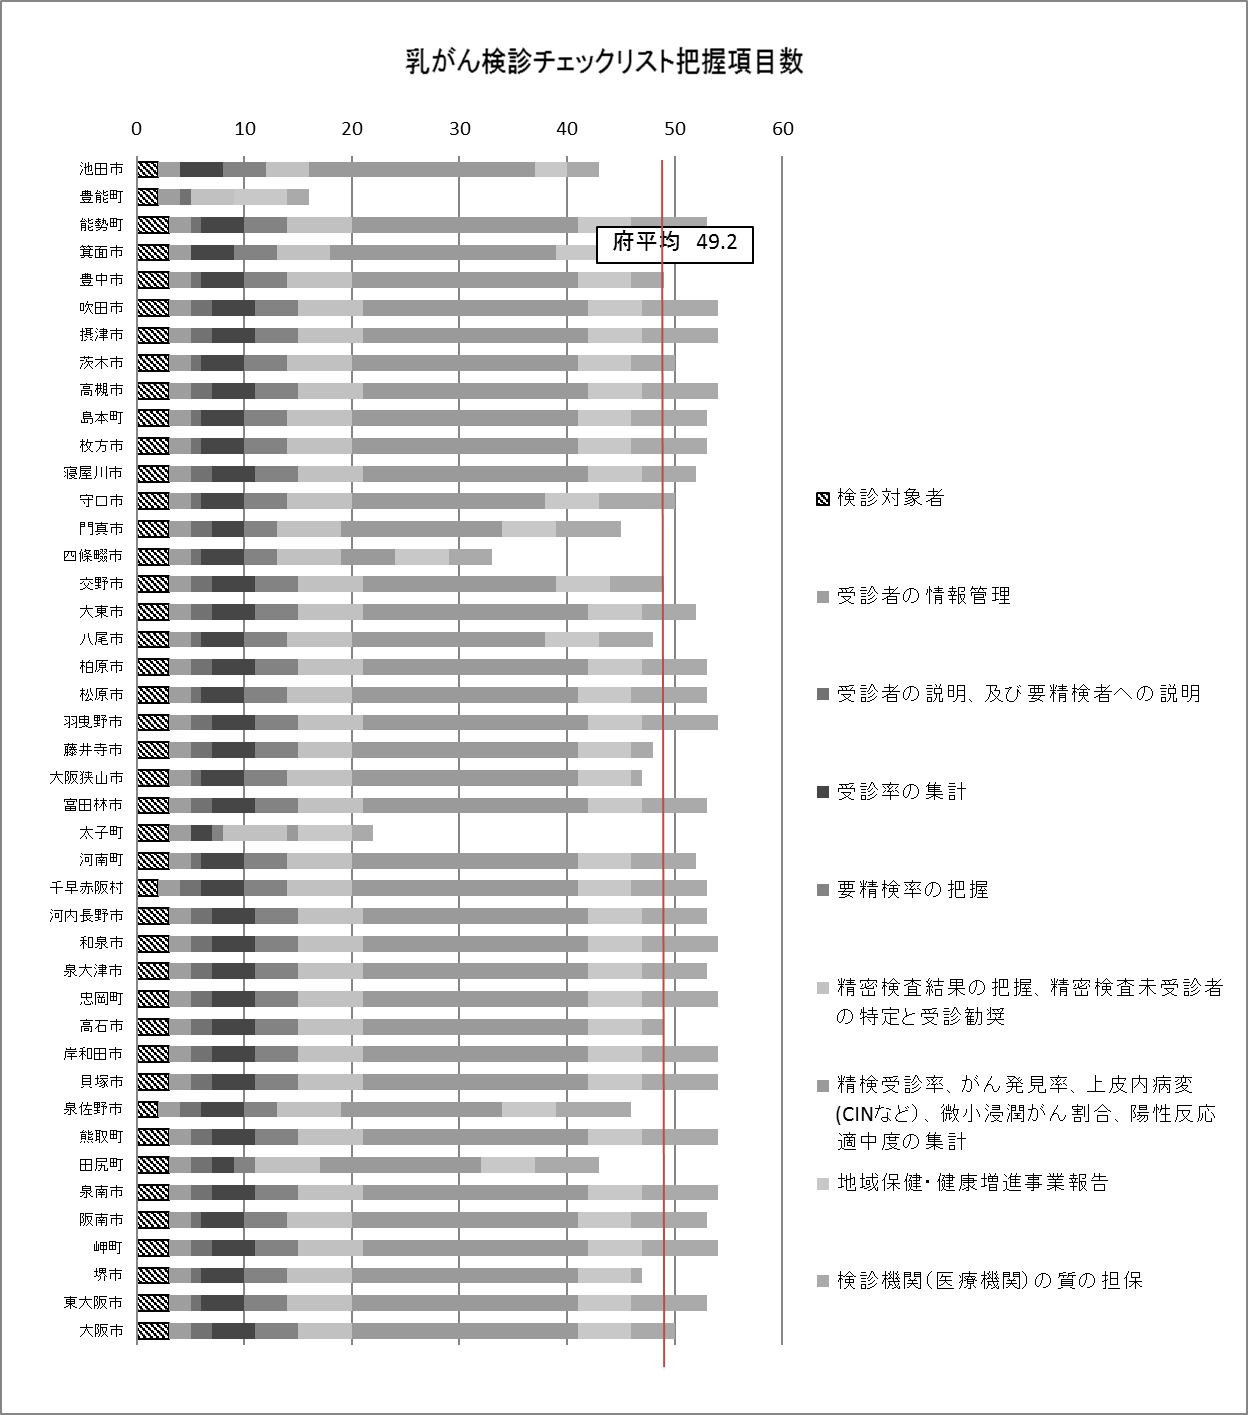 乳がん検診チェックリスト把握項目数
0 10 20 30 40 50 60
池田市
豊能町
能勢町
府平均 49.2
箕面市
豊中市
吹田市
摂津市
茨木市
高槻市
島本町
枚方市
寝屋川市
守口市
門真市
四條畷市
交野市
大東市
八尾市
柏原市
松原市
羽曳野市
藤井寺市
大阪狭山市
富田林市
太子町
河南町
千早赤阪村
河内長野市
和泉市
泉大津市
忠岡町
高石市
岸和田市
貝塚市
泉佐野市
熊取町
田尻町
泉南市
阪南市
岬町
堺市
東大阪市
大阪市
検診対象者
受診者の情報管理
受診者の説明、及び要精検者への説明
受診率の集計
要精検率の把握
精密検査結果の把握、精密検査未受診者
の特定と受診勧奨
精検受診率、がん発見率、上皮内病変
(CINなど)、微小浸潤がん割合、陽性反応
適中度の集計
地域保健・健康増進事業報告
検診機関(医療機関)の質の担保